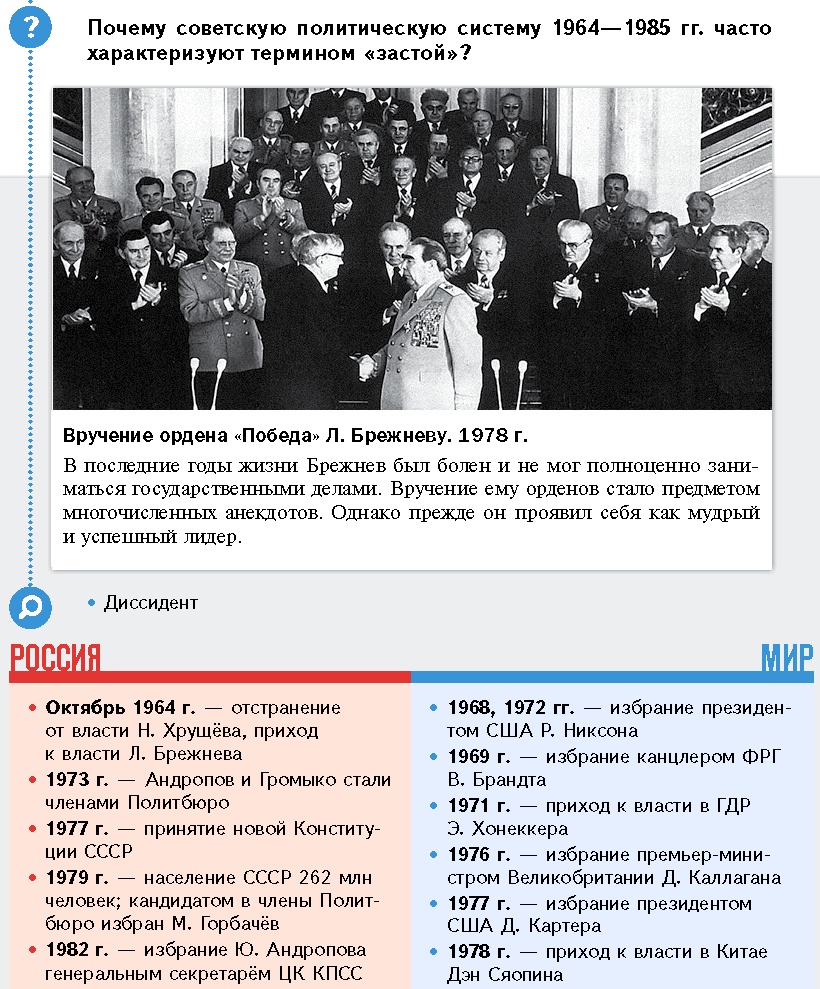 Почему советскую политическую систему 1964—1985 гг. часто
характеризуют термином «застой»?
Вручение ордена «Победа» Л. Брежневу. 1978 г.
В последние годы жизни Брежнев был болен и не мог полноценно зани-
маться государственными делами. Вручение ему орденов стало предметом
многочисленных анекдотов. Однако прежде он проявил себя как мудрый
и успешный лидер.
• Диссидент
РОССИЯ
• Октябрь 1964 г. — отстранение
от власти Н. Хрущёва, приход
к власти Л. Брежнева
• 1973 г. — Андропов и Громыко стали
членами Политбюро
• 1977 г. — принятие новой Конститу-
ции СССР
• 1979 г. — население СССР 262 млн
человек; кандидатом в члены Полит-
бюро избран М. Горбачёв
• 1982 г. — избрание Ю. Андропова
генеральным секретарём ЦК КПСС
МИР
• 1968, 1972 гг. — избрание президен-
том США Р. Никсона
• 1969 г. — избрание канцлером ФРГ
В. Брандта
• 1971 г. — приход к власти в ГДР
Э. Хонеккера
• 1976 г. — избрание премьер-мини-
стром Великобритании Д. Каллагана
• 1977 г. — избрание президентом
США Д. Картера
• 1978 г. — приход к власти в Китае
Дэн Сяопина